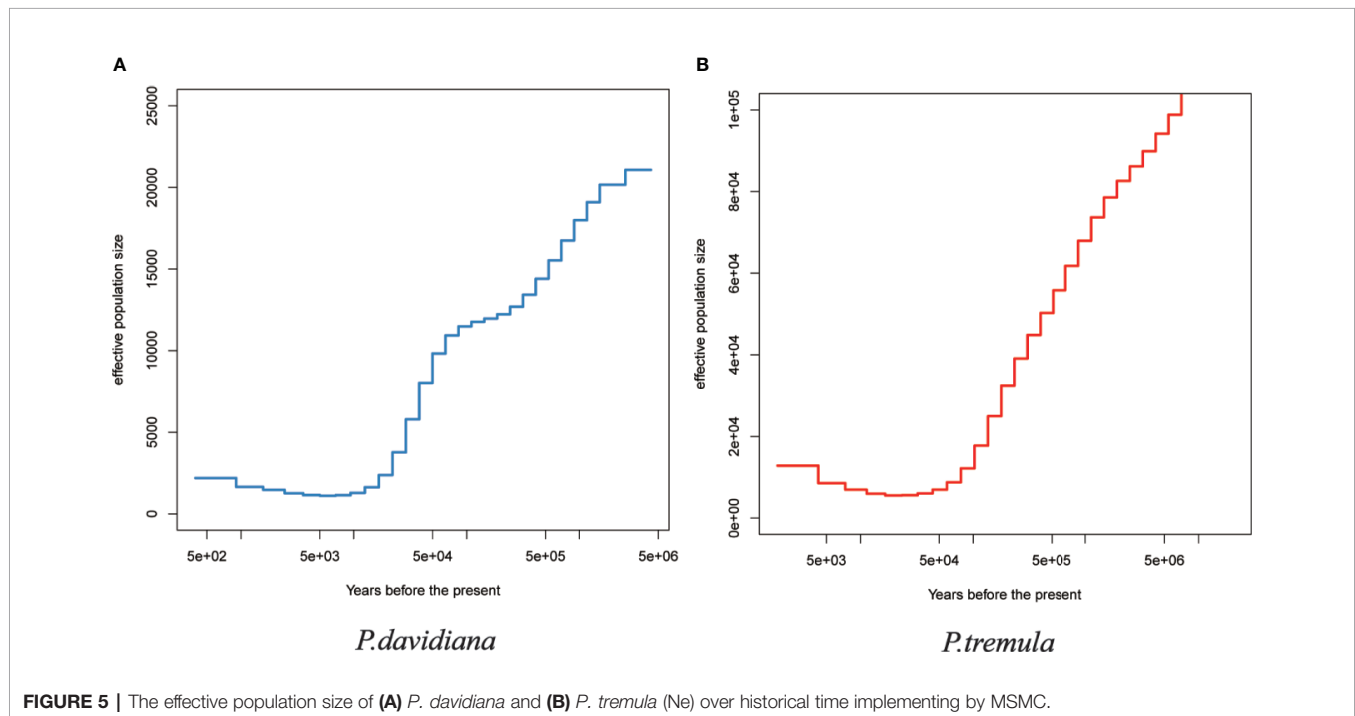 A
effective population size
25000
20000
15000
10000
5000
0
5e+02
5e+03
5e+04
5e+05
5e+06
Years before the present
P.davidiana
B
effective population size
1e+05
8e+04
6e+04
4e+04
2e+04
0e+00
5e+03
5e+04
5e+05
5e+06
Years before the present
P.tremula
FIGURE 5 | The effective population size of (A) P. davidiana and (B) P. tremula (Ne) over historical time implementing by MSMC.